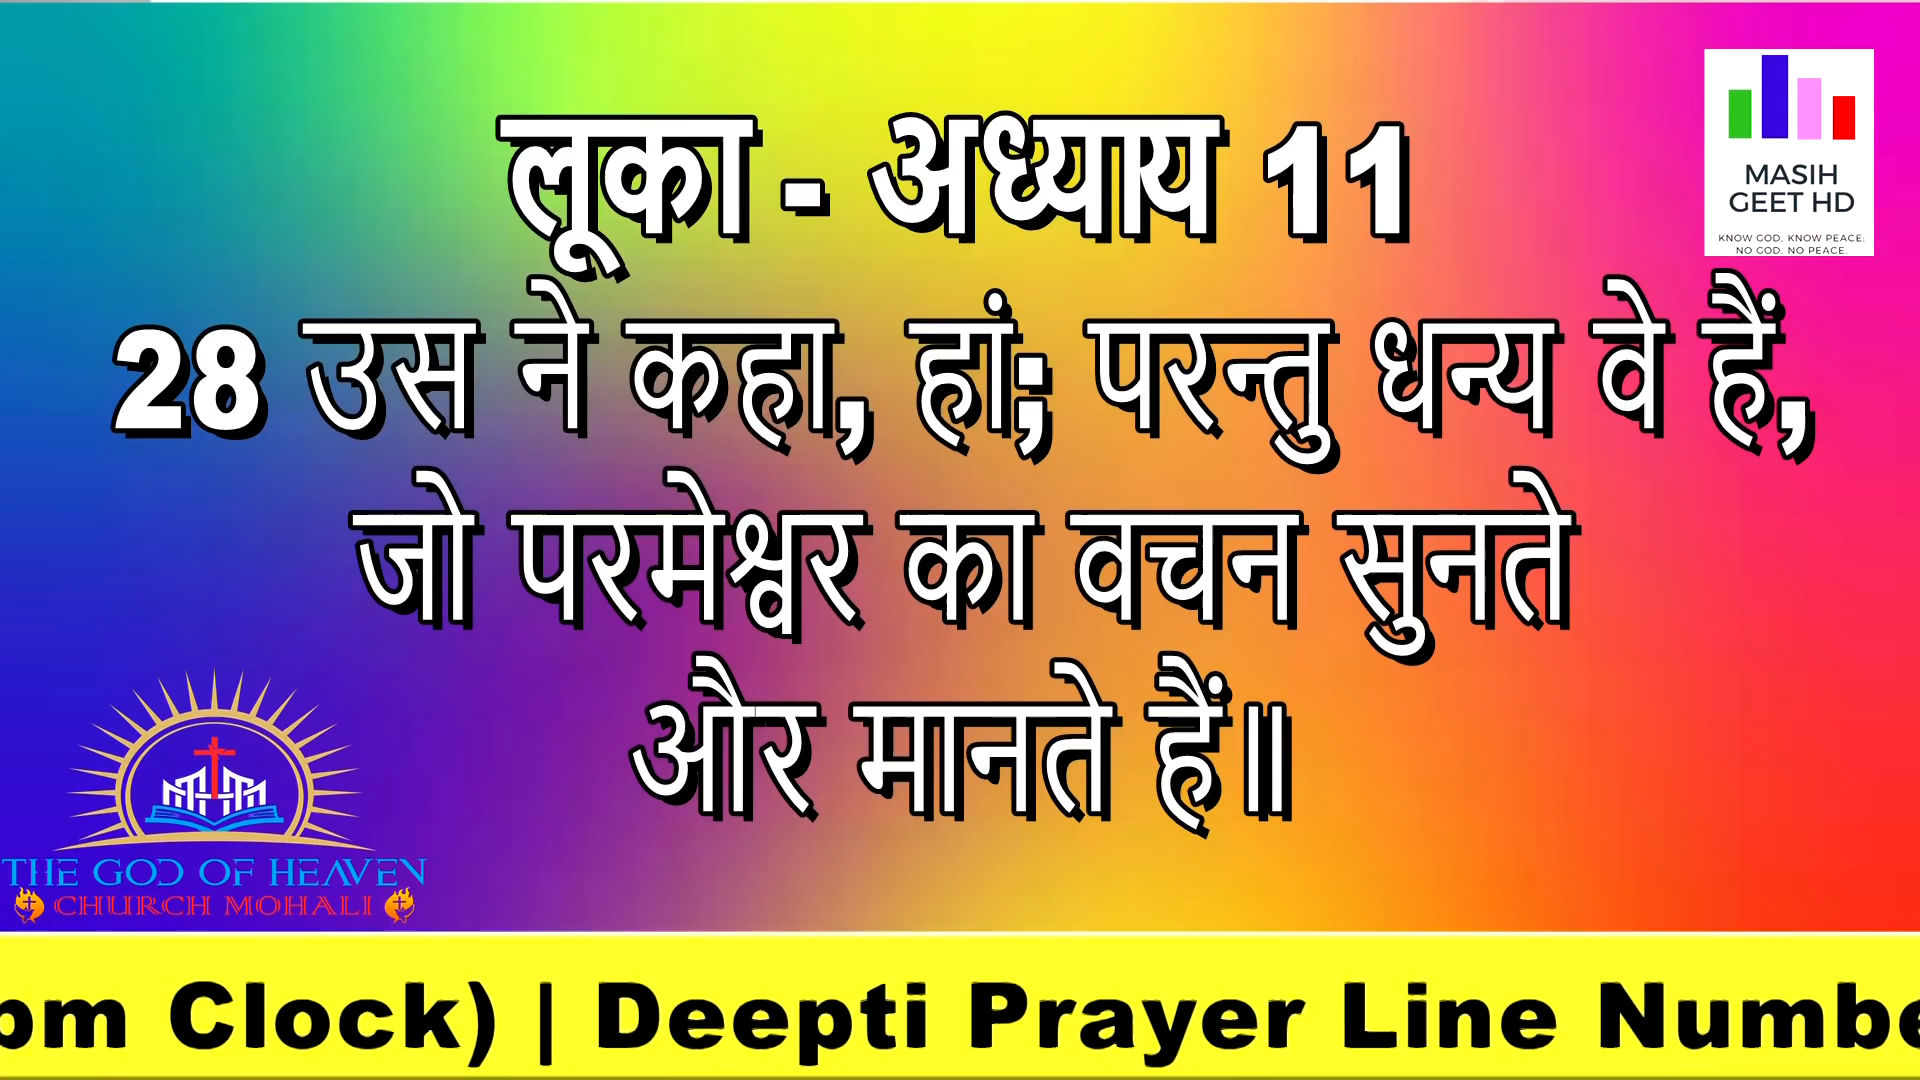 लूका - अध्याय 11
28 उस ने कहा, हां; परन्तु धन्य वे हैं,
जो परमेश्वर का वचन सुनते
और मानते हैं॥
MASIH
GEET HD
KNOW GOD, KNOW PEACE;
NO GOD, NO PEACE.
THE GOD OF HEAVEN
CHURCH MOHALI
pm Clock) | Deepti Prayer Line Numbe